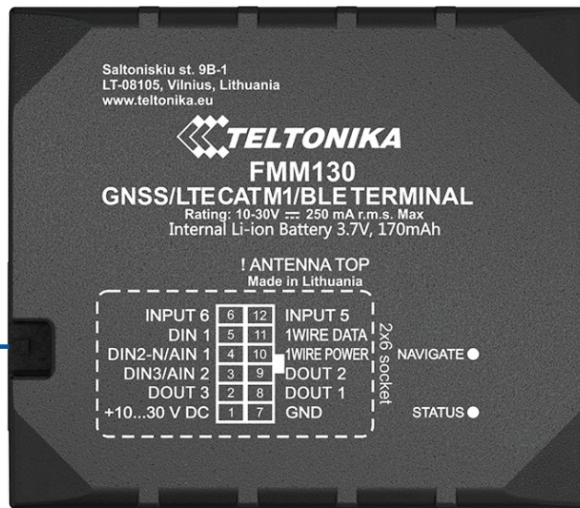 Saltoniskiu st. 9B-1
LT-08105, Vilnius, Lithuania
www.teltonika.eu
TELTONIKA
FMM130
GNSS/LTE CAT M1/BLE TERMINAL
Rating: 10-30V ⎓ 250 mA r.m.s. Max
Internal Li-ion Battery 3.7V, 170mAh
! ANTENNA TOP
Made in Lithuania
INPUT 6 6 12 INPUT 5
DIN 1 5 11 1WIRE DATA
DIN2-N/AIN 1 4 10 1WIRE POWER
DIN3/AIN 2 3 9 DOUT 2
DOUT 3 2 8 DOUT 1
+10...30 V DC 1 7 GND
2x6 socket
NAVIGATE
STATUS